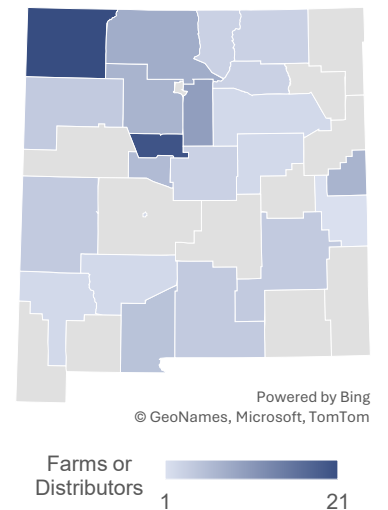 Powered by Bing
© GeoNames, Microsoft, TomTom
Farms or
Distributors
1 21